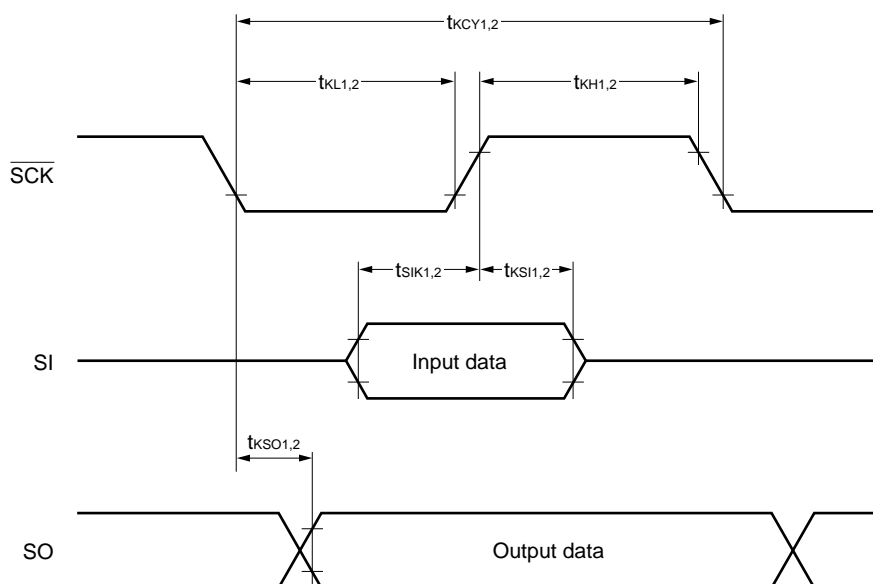 tKCY1,2
tKL1,2
tKH1,2
SCK
tSIK1,2
tKSI1,2
SI
Input data
tKSO1,2
SO
Output data